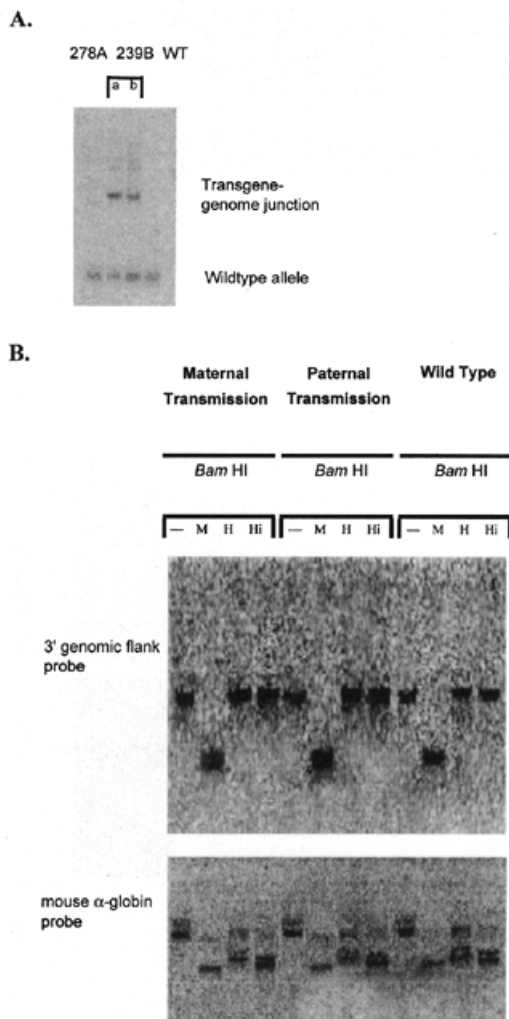 A.
278A 239B WT
a b
Transgene-
genome junction
Wildtype allele
B.
Maternal Transmission
Paternal Transmission
Wild Type
Bam HI Bam HI Bam HI
— M H Hi — M H Hi — M H Hi
3' genomic flank
probe
mouse α-globin
probe